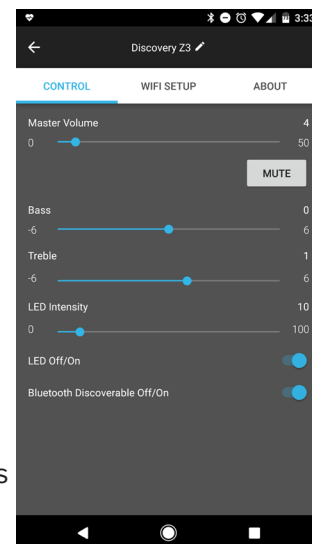 3:33
Discovery Z3
CONTROL WIFI SETUP ABOUT
Master Volume 4
0 50
MUTE
Bass 0
-6 6
Treble 1
-6 6
LED Intensity 10
0 100
LED Off/On
Bluetooth Discoverable Off/On
s